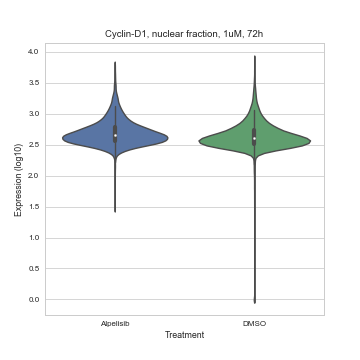 Cyclin-D1, nuclear fraction, 1uM, 72h
4.0
3.5
3.0
2.5
2.0
1.5
1.0
0.5
0.0
Expression (log10)
Alpelisib DMSO
Treatment